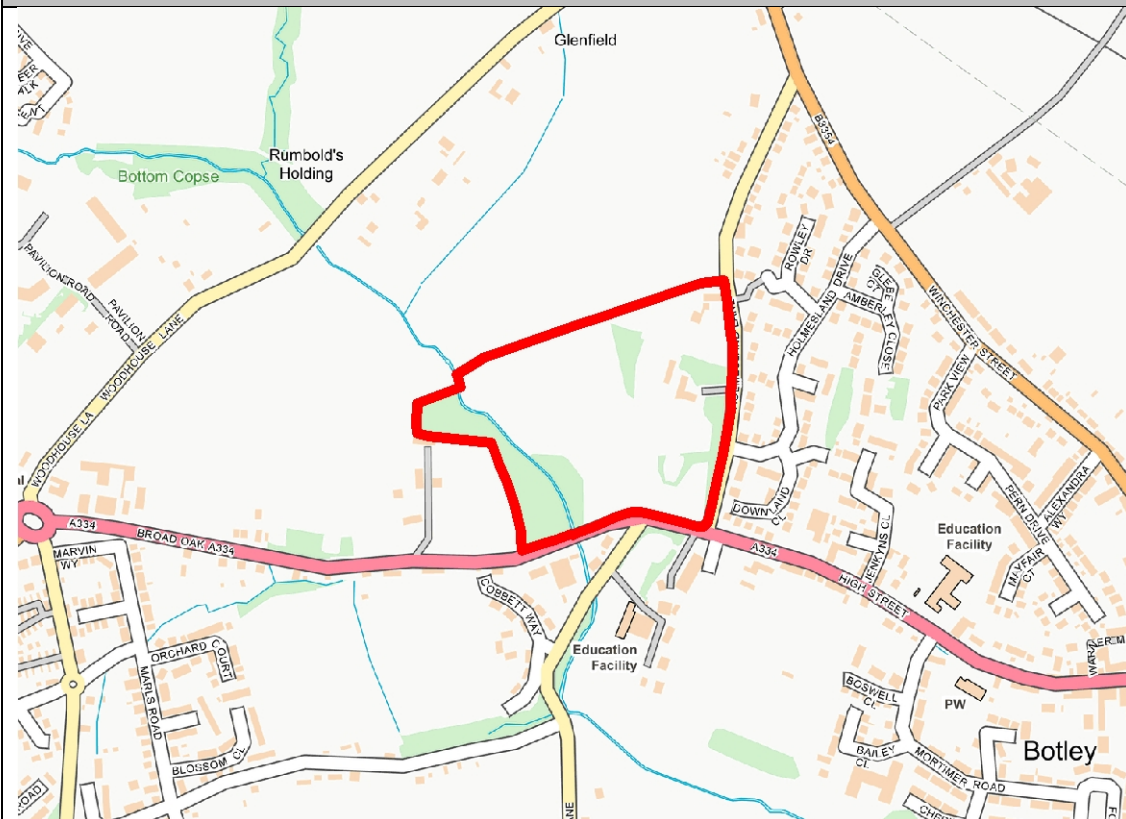 Glenfield
B3354
Rumbold's
Holding
Bottom Copse
ROWLEY
DR
PAVILION ROAD
PAVILION
ROAD
WOODHOUSE LANE
WOODHOUSE LA
HOLMESLAND DRIVE
GLEBE
CT
AMBERLEY CLOSE
WINCHESTER STREET
PARK VIEW
A334
BROAD OAK A334
MARVIN
WY
DOWNLAND
CL
A334
HIGH STREET
JENKYNS CL
Education
Facility
PERN DRIVE
ALEXANDRA
WY
MAYFAIR
CT
COBBETT WAY
Education
Facility
ORCHARD COURT
MARLS ROAD
BLOSSOM CL
BOSWELL
CL
BAILEY
CT
MORTIMER ROAD
PW
Botley